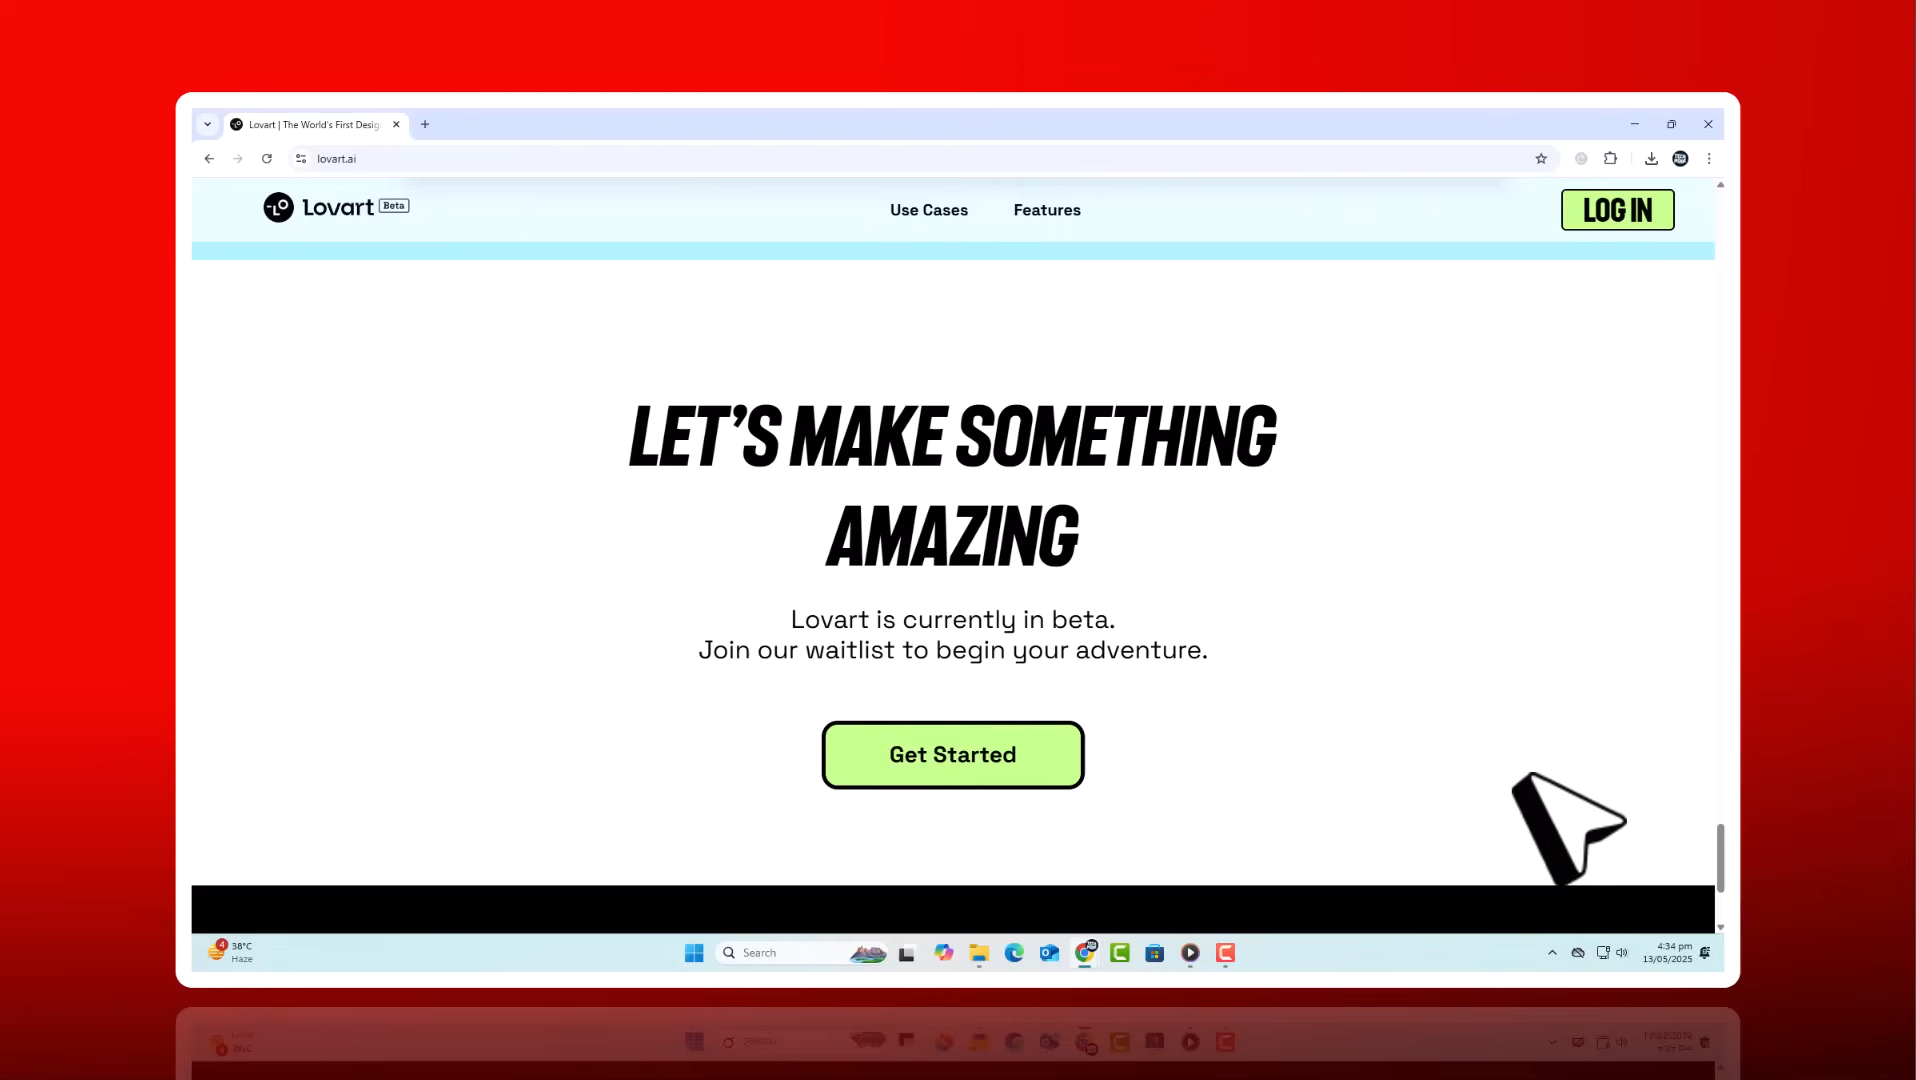 Lovart | The World's First Desig
lovart.ai
Lovart Beta
Use Cases
Features
LOG IN
LET'S MAKE SOMETHING
AMAZING
Lovart is currently in beta.
Join our waitlist to begin your adventure.
Get Started
4
38°C
Haze
Search
4:34 pm
13/05/2025